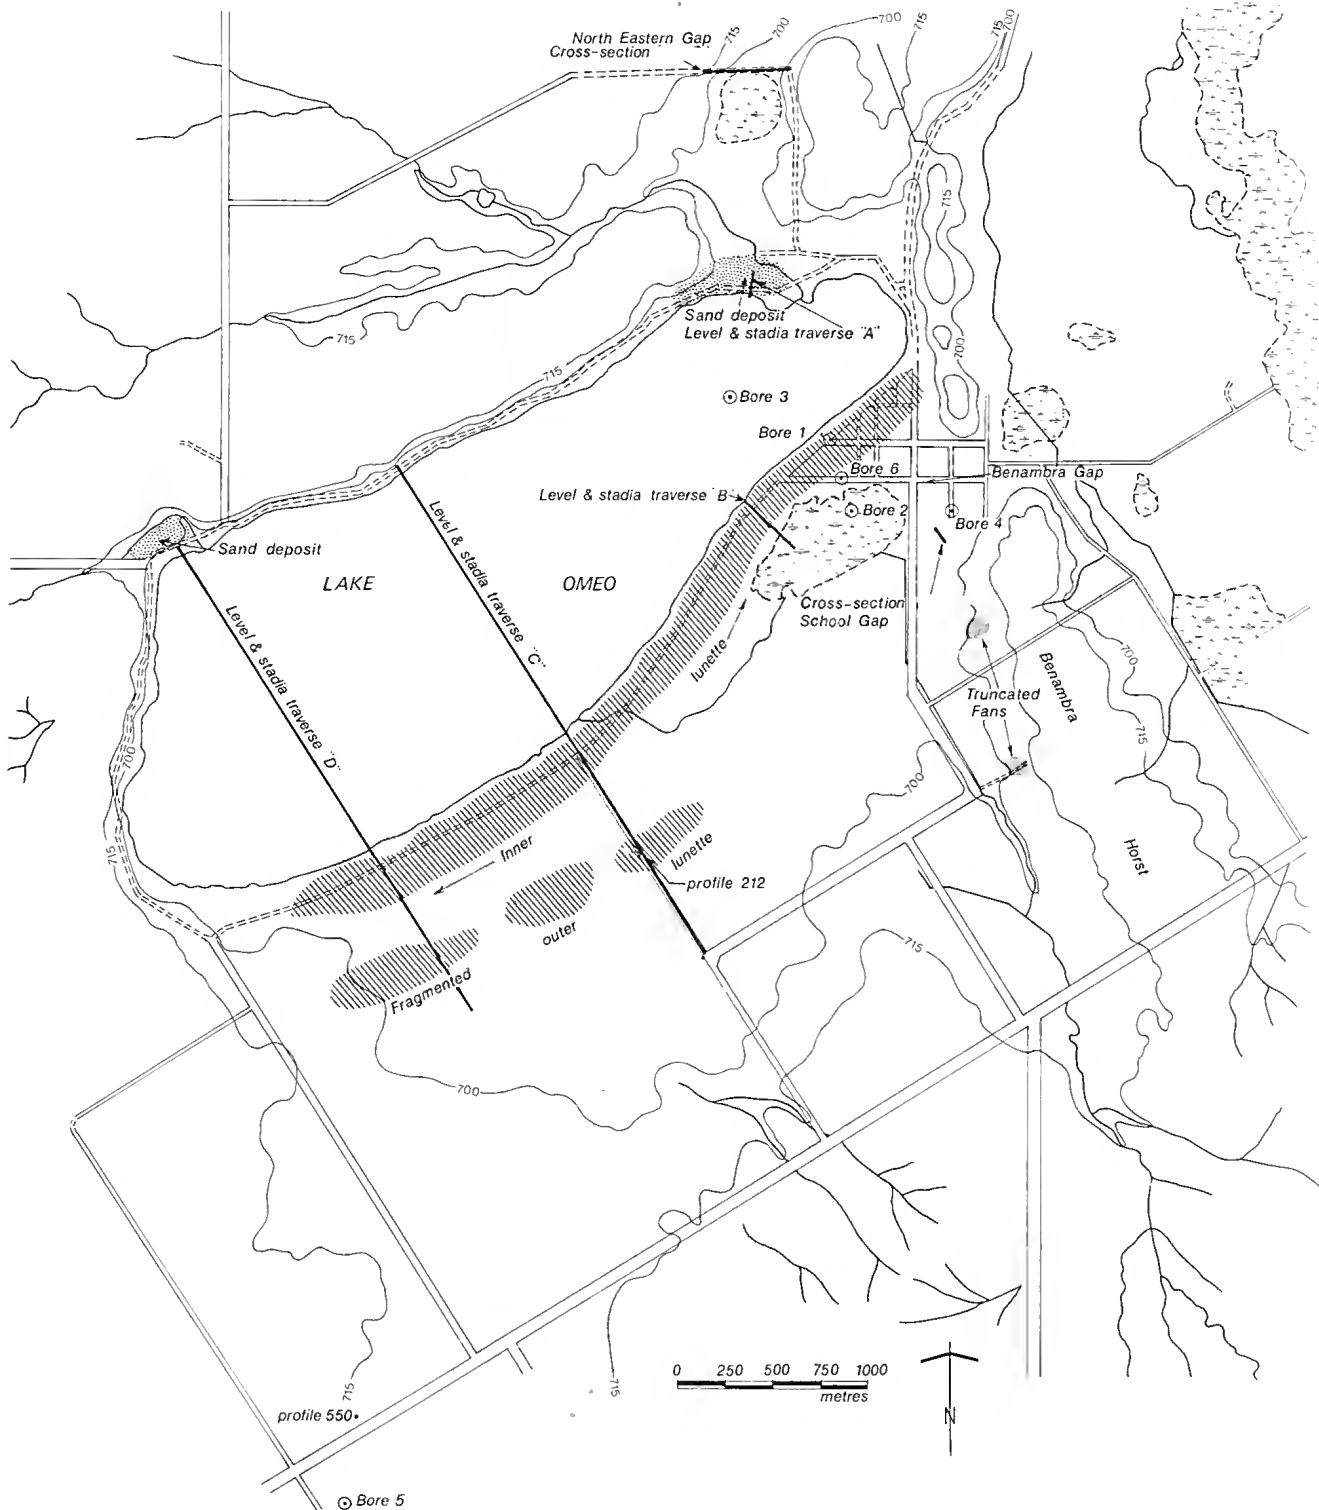 North Eastern Gap
Cross-section
715
700
700
715
715
700
715
Sand deposit
Level & stadia traverse "A"
715
715
700
Bore 3
Bore 1
Bore 6
Benambra Gap
Level & stadia traverse "B"
Bore 2
Bore 4
Sand deposit
LAKE
OMEO
Level & stadia traverse "C"
Level & stadia traverse "D"
Cross-section
School Gap
lunette
Truncated
Fans
Benambra
Horst
700
715
700
715
700
Inner
lunette
profile 212
outer
Fragmented
715
700
0 250 500 750 1000
metres
N
715
715
profile 550
Bore 5